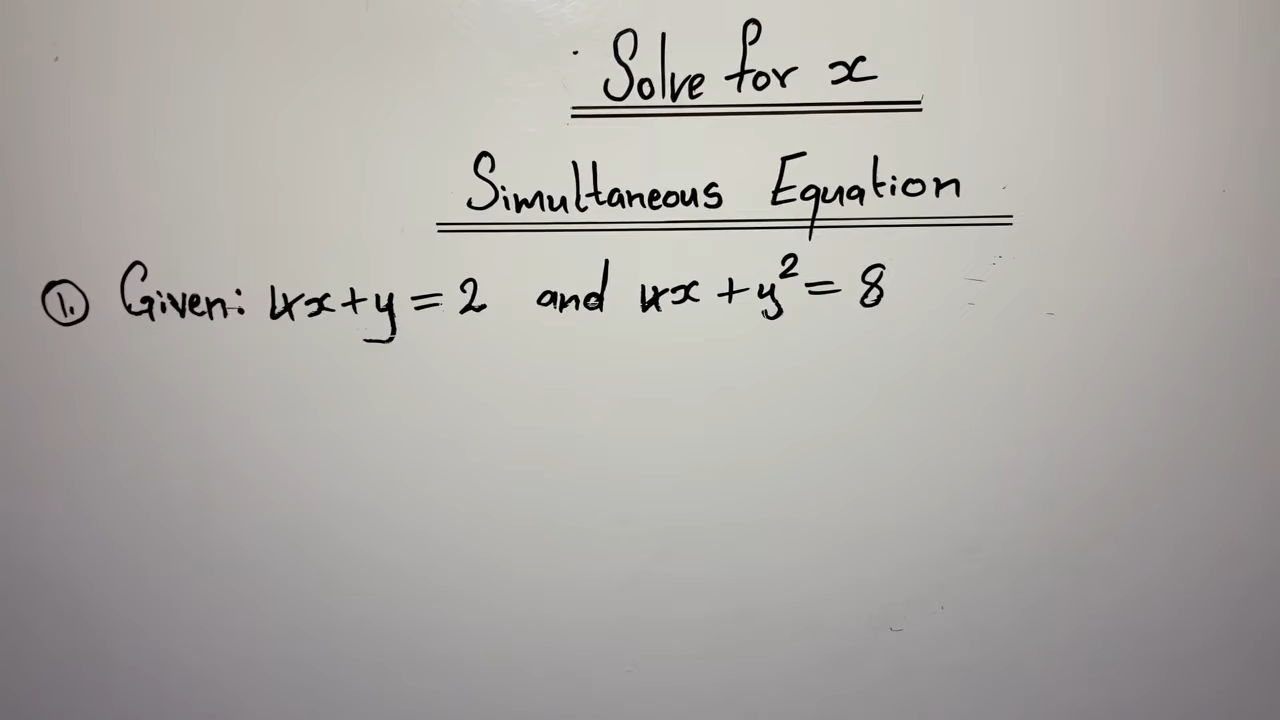 Solve for x
Simultaneous Equation
①. Given: 4x+y=2 and 4x+y²=8